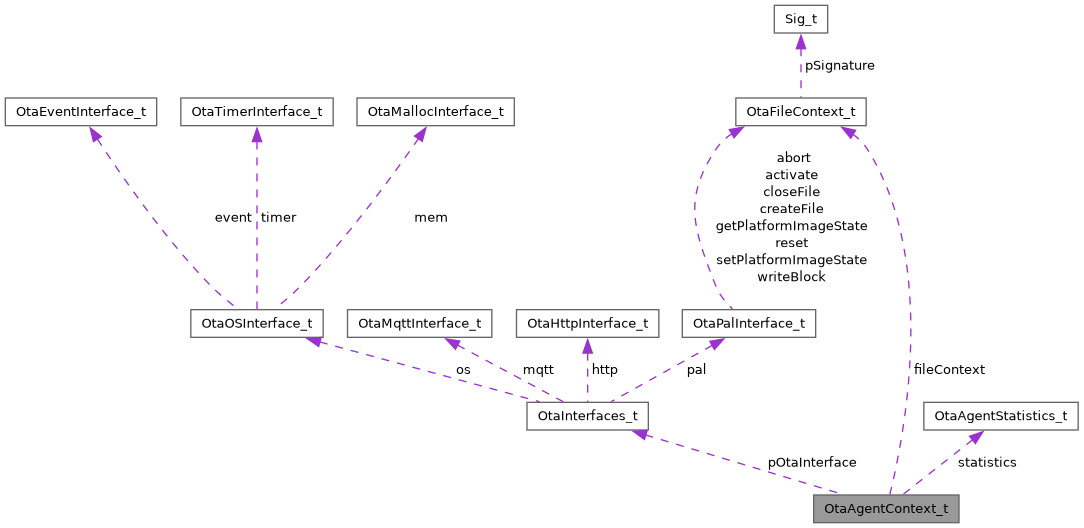 Sig_t
pSignature
OtaEventInterface_t
OtaTimerInterface_t
OtaMallocInterface_t
OtaFileContext_t
abort
activate
closeFile
createFile
getPlatformImageState
reset
setPlatformImageState
writeBlock
event
timer
mem
OtaOSInterface_t
OtaMqttInterface_t
OtaHttpInterface_t
OtaPalInterface_t
os
mqtt
http
pal
fileContext
OtaInterfaces_t
OtaAgentStatistics_t
pOtaInterface
statistics
OtaAgentContext_t